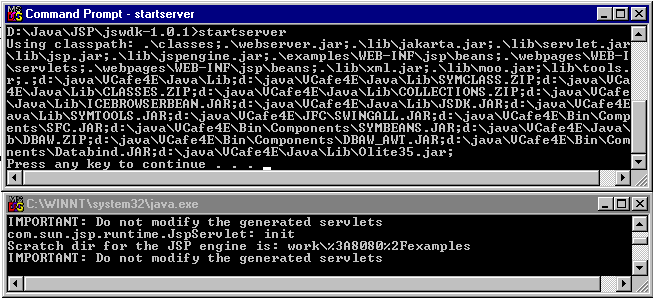 Command Prompt - startserver
D:\Java\JSP\jswdk-1.0.1>startserver
Using classpath: .\classes;.\webserver.jar;.\lib\jakarta.jar;.\lib\servlet.jar
\lib\jsp.jar;.\lib\jspengine.jar;.\examples\WEB-INF\jsp\beans;.\webpages\WEB-I
\servlets;.\webpages\WEB-INF\jsp\beans;.\lib\xml.jar;.\lib\moo.jar;\lib\tools.
r;.;d:\java\VCafe4E\Java\Lib;d:\java\VCafe4E\Java\Lib\SYMCLASS.ZIP;d:\java\VCa
4E\Java\Lib\CLASSES.ZIP;d:\java\VCafe4E\Java\Lib\COLLECTIONS.ZIP;d:\java\VCafe
\Java\Lib\ICEBROWSERBEAN.JAR;d:\java\VCafe4E\Java\Lib\JSDK.JAR;d:\java\VCafe4E
ava\Lib\SYMTOOLS.JAR;d:\java\VCafe4E\JFC\SWINGALL.JAR;d:\java\VCafe4E\Bin\Comp
ents\SFC.JAR;d:\java\VCafe4E\Bin\Components\SYMBEANS.JAR;d:\java\VCafe4E\Java\
b\DBAW.ZIP;d:\java\VCafe4E\Bin\Components\DBAW_AWT.JAR;d:\java\VCafe4E\Bin\Com
nents\Databind.JAR;d:\java\VCafe4E\Java\Lib\Olite35.jar;
Press any key to continue . . .
C:\WINNT\system32\java.exe
IMPORTANT: Do not modify the generated servlets
com.sun.jsp.runtime.JspServlet: init
Scratch dir for the JSP engine is: work\%3A8080%2Fexamples
IMPORTANT: Do not modify the generated servlets